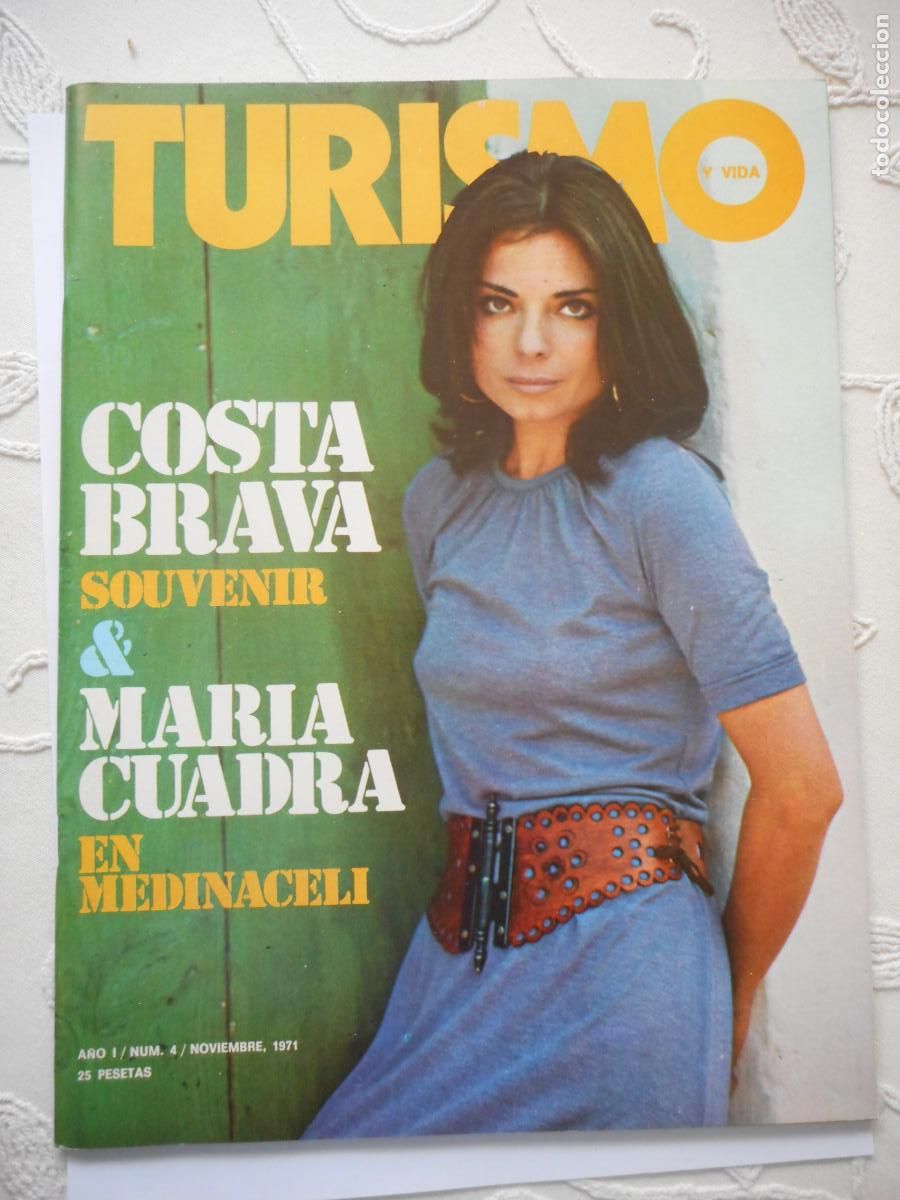 TURISMO
Y VIDA
COSTA
BRAVA
SOUVENIR
&
MARIA
CUADRA
EN
MEDINACELI
AÑO I / NUM. 4 / NOVIEMBRE, 1971
25 PESETAS
todocoleccion